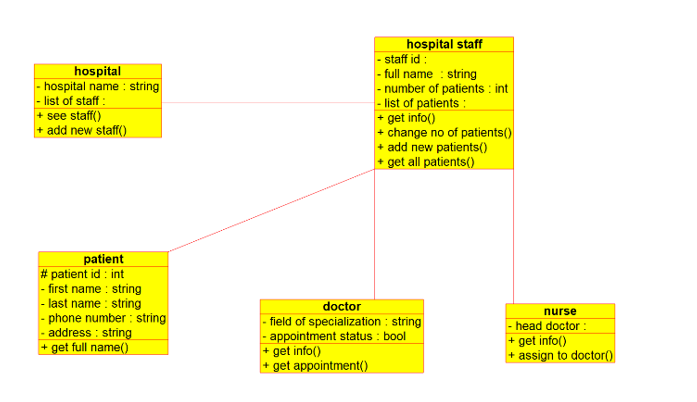 hospital staff
- staff id :
- full name : string
- number of patients : int
- list of patients :
+ get info()
+ change no of patients()
+ add new patients()
+ get all patients()
hospital
- hospital name : string
- list of staff :
+ see staff()
+ add new staff()
patient
# patient id : int
- first name : string
- last name : string
- phone number : string
- address : string
+ get full name()
doctor
- field of specialization : string
- appointment status : bool
+ get info()
+ get appointment()
nurse
- head doctor :
+ get info()
+ assign to doctor()